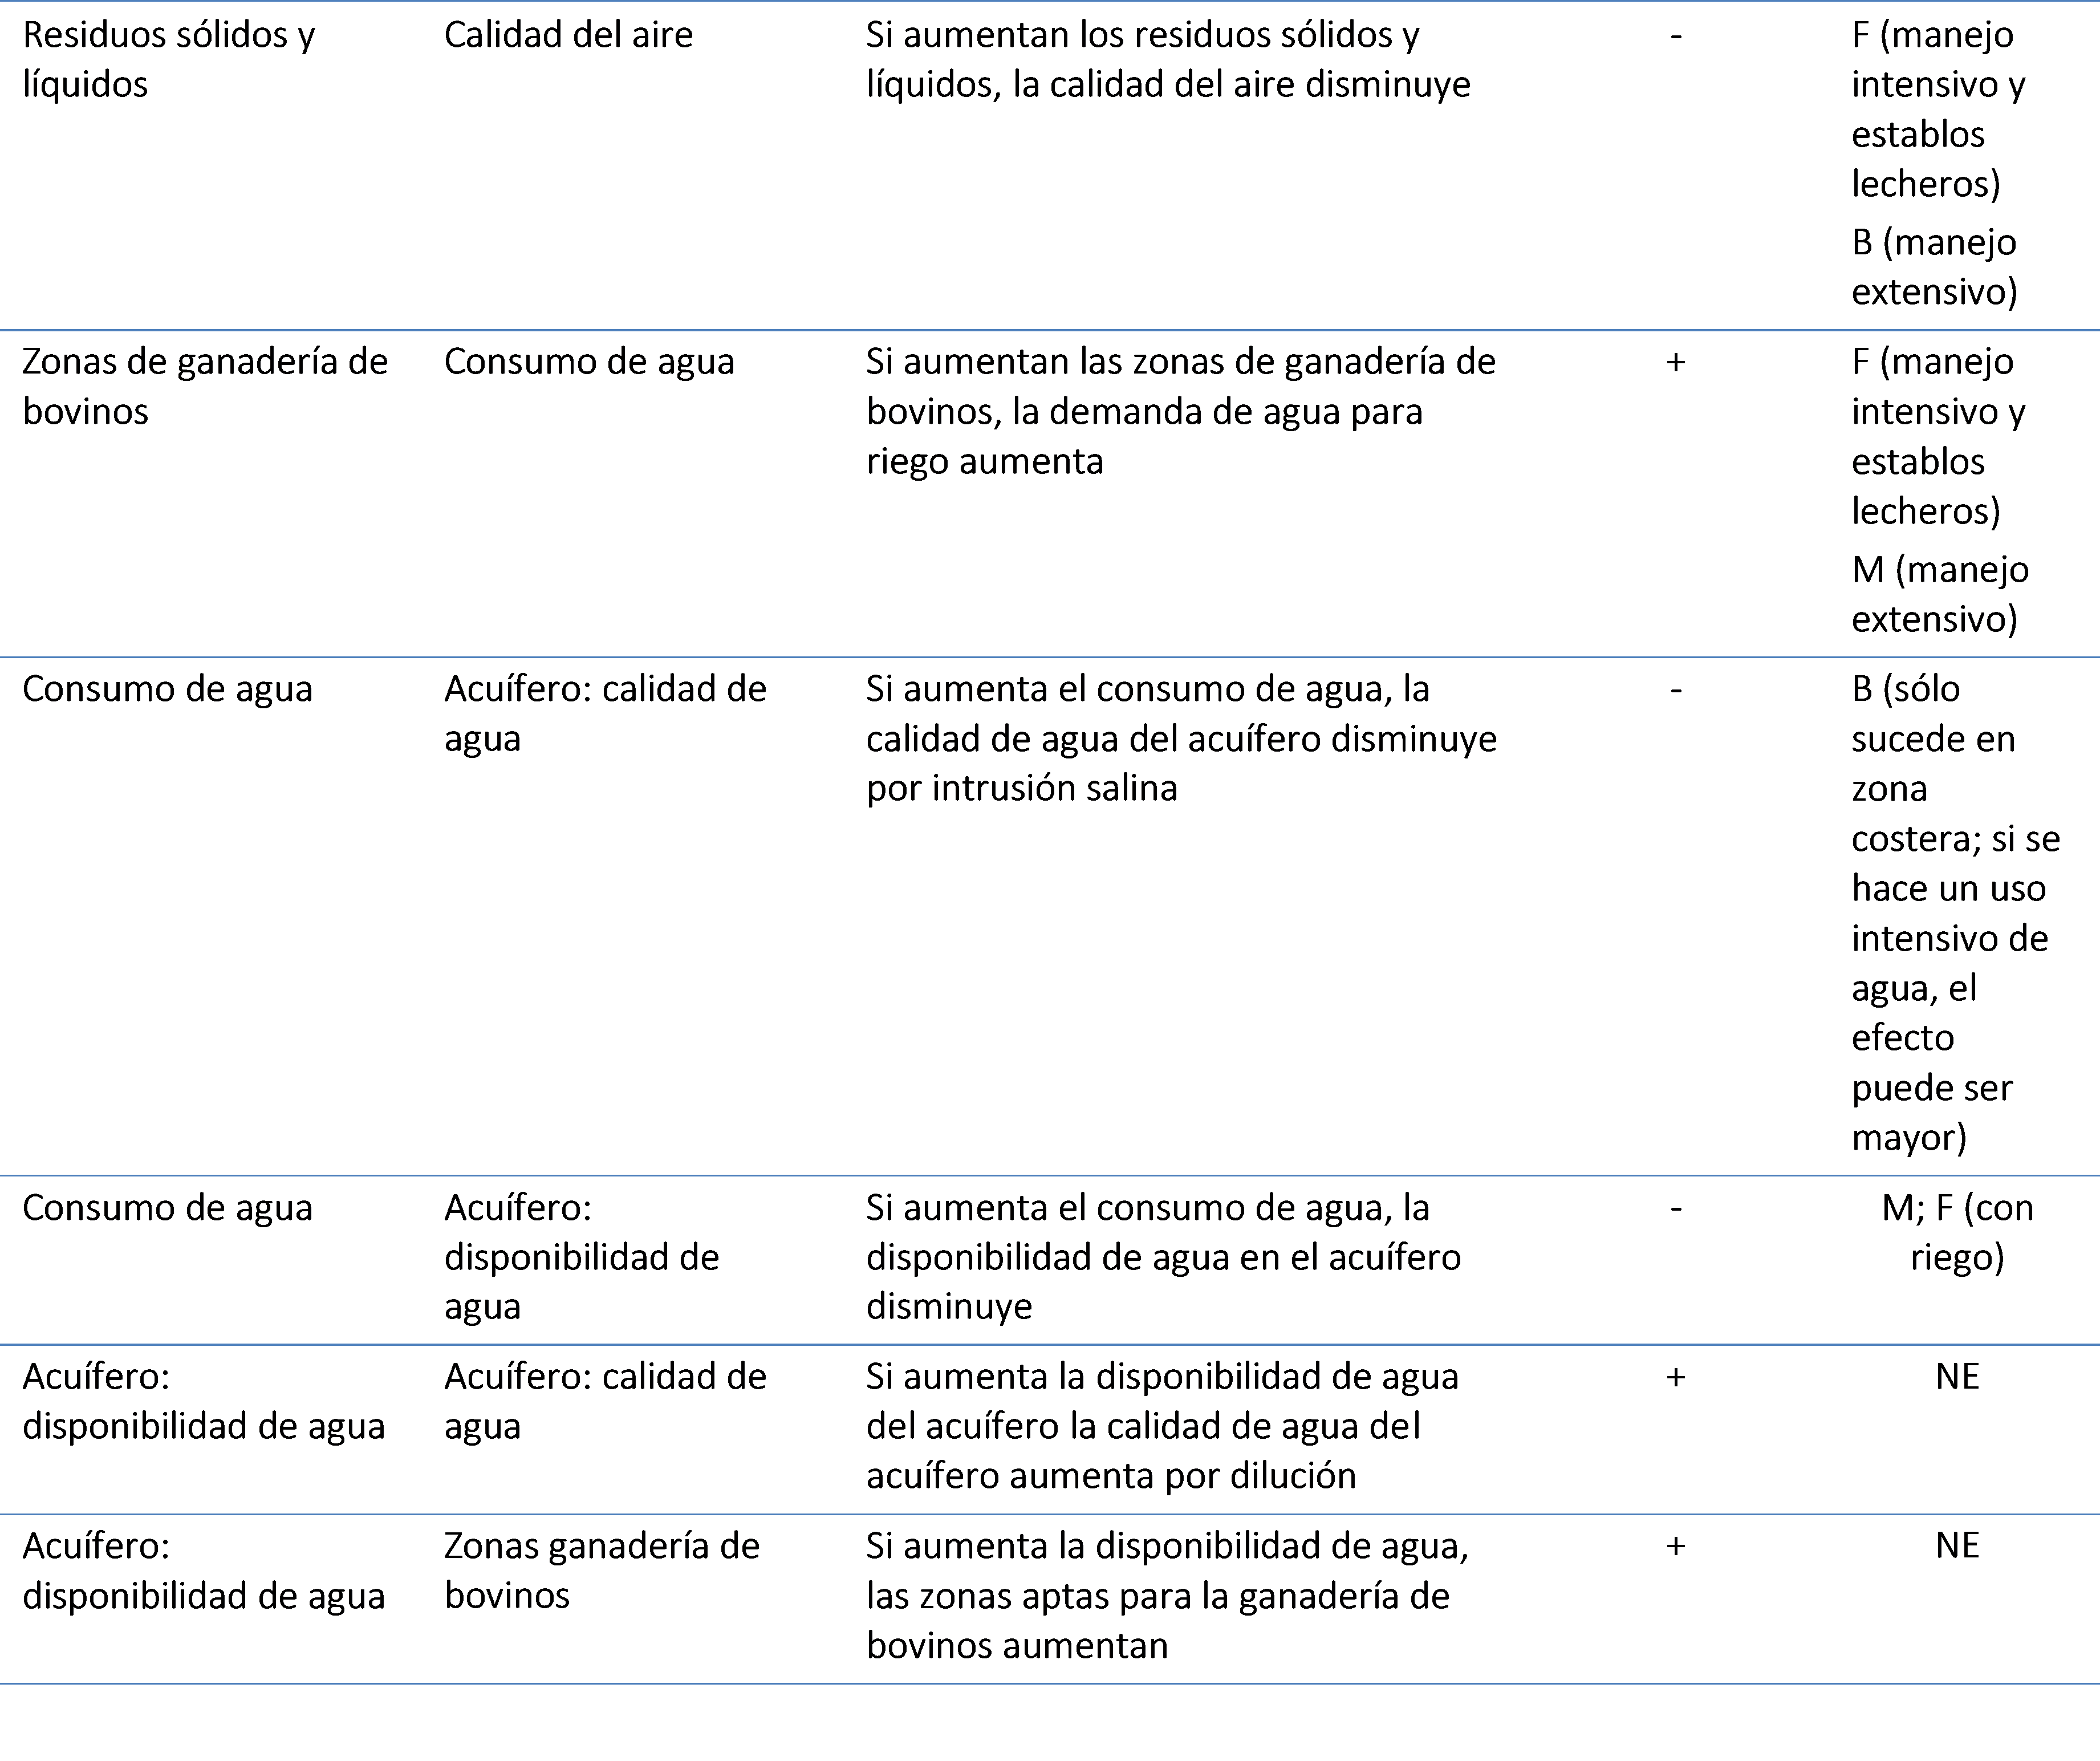 Residuos sólidos y
líquidos
Calidad del aire
Si aumentan los residuos sólidos y
líquidos, la calidad del aire disminuye
-
F (manejo
intensivo y
establos
lecheros)
B (manejo
extensivo)
Zonas de ganadería de
bovinos
Consumo de agua
Si aumentan las zonas de ganadería de
bovinos, la demanda de agua para
riego aumenta
+
F (manejo
intensivo y
establos
lecheros)
M (manejo
extensivo)
Consumo de agua
Acuífero: calidad de
agua
Si aumenta el consumo de agua, la
calidad de agua del acuífero disminuye
por intrusión salina
-
B (sólo
sucede en
zona
costera; si se
hace un uso
intensivo de
agua, el
efecto
puede ser
mayor)
Consumo de agua
Acuífero:
disponibilidad de
agua
Si aumenta el consumo de agua, la
disponibilidad de agua en el acuífero
disminuye
-
M; F (con
riego)
Acuífero:
disponibilidad de agua
Acuífero: calidad de
agua
Si aumenta la disponibilidad de agua
del acuífero la calidad de agua del
acuífero aumenta por dilución
+
NE
Acuífero:
disponibilidad de agua
Zonas ganadería de
bovinos
Si aumenta la disponibilidad de agua,
las zonas aptas para la ganadería de
bovinos aumentan
+
NE